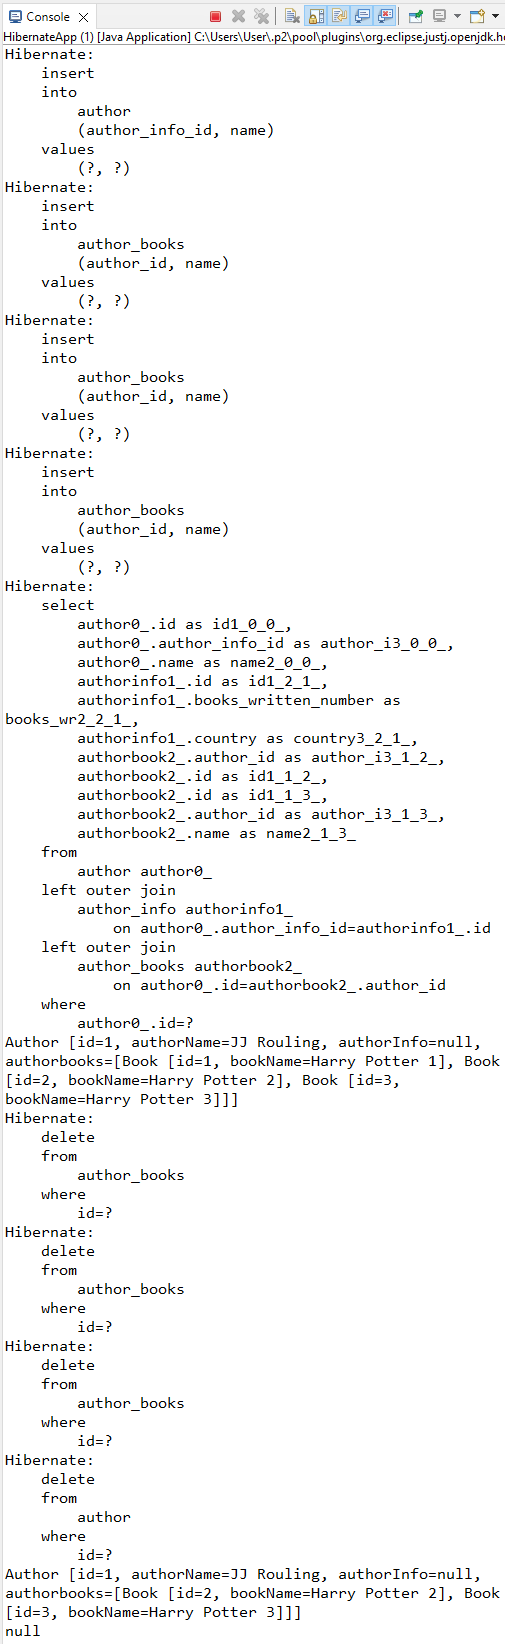 Console
HibernateApp (1) [Java Application] C:\Users\User\.p2\pool\plugins\org.eclipse.justj.openjdk.ho
Hibernate:
    insert
    into
        author
        (author_info_id, name)
    values
        (?, ?)
Hibernate:
    insert
    into
        author_books
        (author_id, name)
    values
        (?, ?)
Hibernate:
    insert
    into
        author_books
        (author_id, name)
    values
        (?, ?)
Hibernate:
    insert
    into
        author_books
        (author_id, name)
    values
        (?, ?)
Hibernate:
    select
        author0_.id as id1_0_0_,
        author0_.author_info_id as author_i3_0_0_,
        author0_.name as name2_0_0_,
        authorinfo1_.id as id1_2_1_,
        authorinfo1_.books_written_number as
books_wr2_2_1_,
        authorinfo1_.country as country3_2_1_,
        authorbook2_.author_id as author_i3_1_2_,
        authorbook2_.id as id1_1_2_,
        authorbook2_.id as id1_1_3_,
        authorbook2_.author_id as author_i3_1_3_,
        authorbook2_.name as name2_1_3_
    from
        author author0_
    left outer join
        author_info authorinfo1_
            on author0_.author_info_id=authorinfo1_.id
    left outer join
        author_books authorbook2_
            on author0_.id=authorbook2_.author_id
    where
        author0_.id=?
Author [id=1, authorName=JJ Rouling, authorInfo=null,
authorbooks=[Book [id=1, bookName=Harry Potter 1], Book
[id=2, bookName=Harry Potter 2], Book [id=3,
bookName=Harry Potter 3]]]
Hibernate:
    delete
    from
        author_books
    where
        id=?
Hibernate:
    delete
    from
        author_books
    where
        id=?
Hibernate:
    delete
    from
        author_books
    where
        id=?
Hibernate:
    delete
    from
        author
    where
        id=?
Author [id=1, authorName=JJ Rouling, authorInfo=null,
authorbooks=[Book [id=2, bookName=Harry Potter 2], Book
[id=3, bookName=Harry Potter 3]]]
null